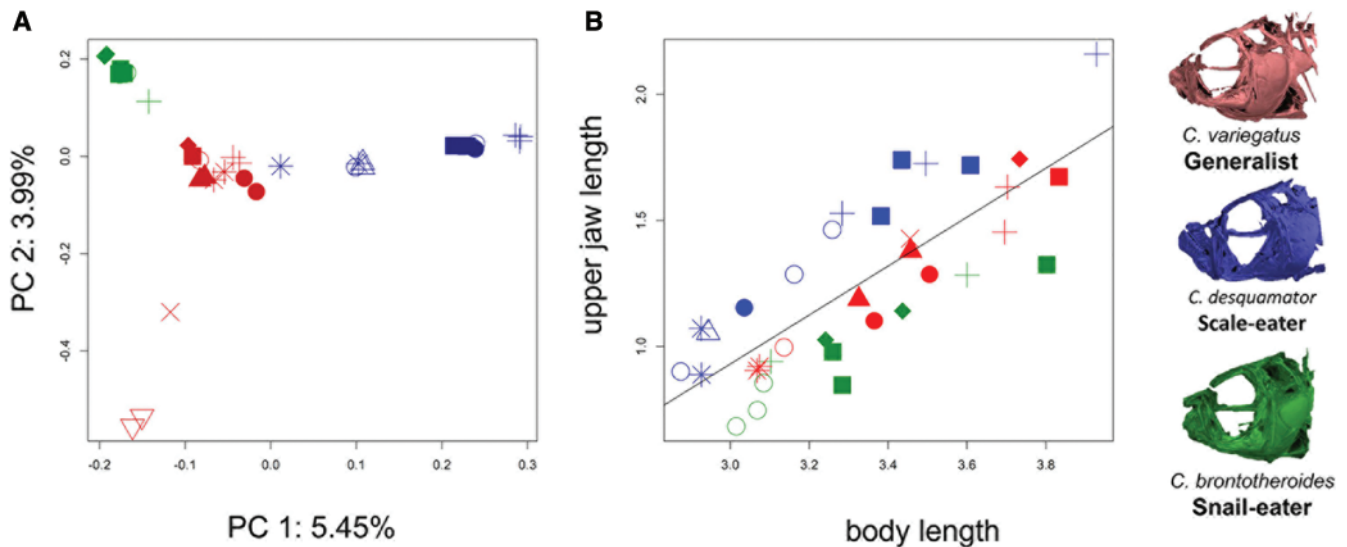 A
PC 2: 3.99%
0.2
0.0
-0.2
-0.4
-0.2
-0.1
0.0
0.1
0.2
0.3
PC 1: 5.45%
B
upper jaw length
2.0
1.5
1.0
3.0
3.2
3.4
3.6
3.8
body length
C. variegatus
Generalist
C. desquamator
Scale-eater
C. brontotheroides
Snail-eater